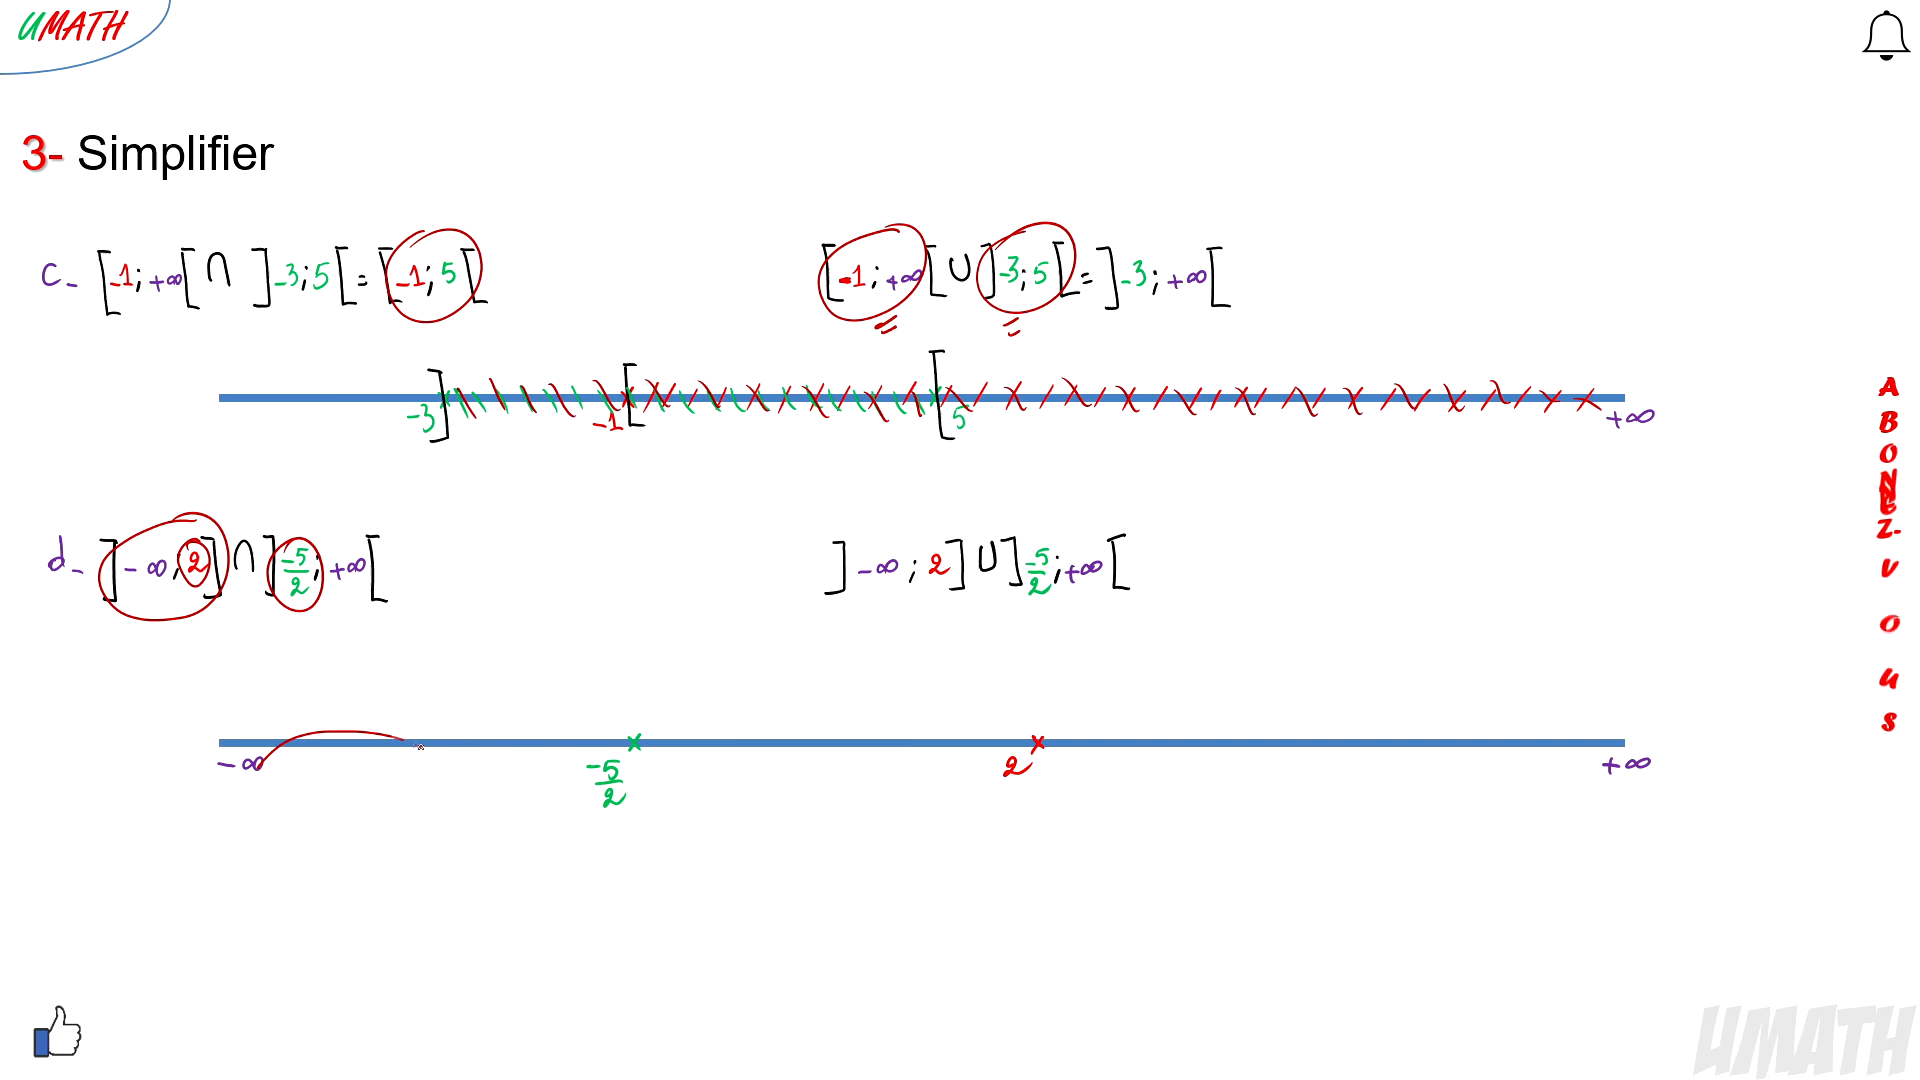 UMATH
3- Simplifier
c- [-1; +∞[ ∩ ]-3; 5[ = [-1; 5[
[-1; +∞[ ∪ ]-3; 5[ = ]-3; +∞[
-3 ] -1 [ [ 5 +∞
d- ]-∞; 2] ∩ ]-5/2; +∞[
]-∞; 2] ∪ ]-5/2; +∞[
-∞ -5/2 2 +∞
ABONNEZ-VOUS
UMATH